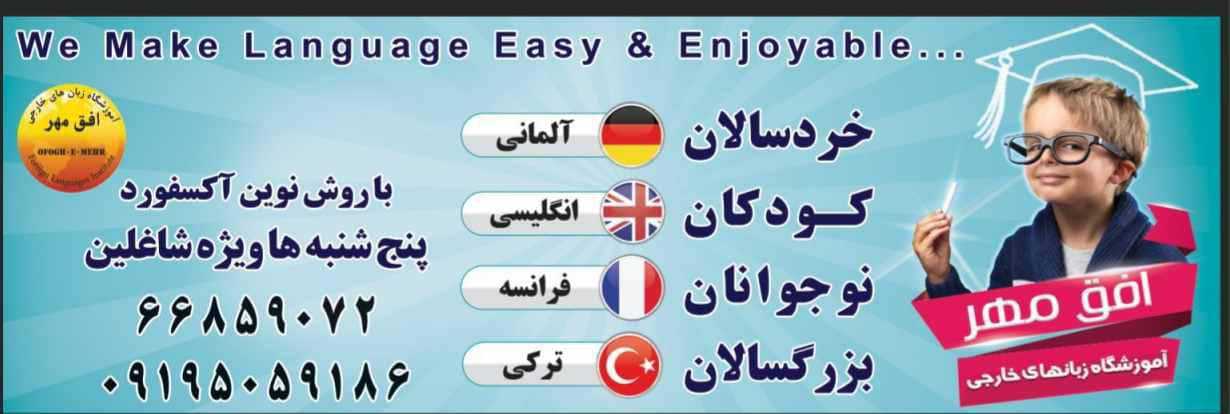 We Make Language Easy & Enjoyable...
آموزشگاه زبان های خارجی
افق مهر
OFOGH-E-MEHR
Foreign Languages Institute
خردسالان
کودکان
نوجوانان
بزرگسالان
آلمانی
انگلیسی
فرانسه
ترکی
با روش نوین آکسفورد
پنج شنبه ها ویژه شاغلین
۶۶۸۵۹۰۷۲
۰۹۱۹۵۰۵۹۱۸۶
افق مهر
آموزشگاه زبانهای خارجی